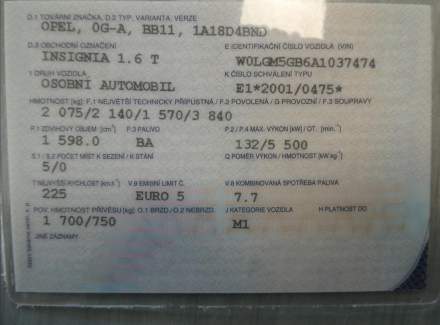 D.1 TOVÁRNÍ ZNAČKA, D.2 TYP, VARIANTA, VERZE
OPEL, 0G-A, BB11, 1A18D4BND
D.3 OBCHODNÍ OZNAČENÍ E IDENTIFIKAČNÍ ČÍSLO VOZIDLA (VIN)
INSIGNIA 1.6 T W0LGM5GB6A1037474
1 DRUH VOZIDLA K ČÍSLO SCHVÁLENÍ TYPU
OSOBNÍ AUTOMOBIL E1*2001/0475*
HMOTNOST [kg]: F.1 NEJVĚTŠÍ TECHNICKY PŘÍPUSTNÁ / F.2 POVOLENÁ / G PROVOZNÍ / F.3 SOUPRAVY
2 075/2 140/1 570/3 840
P.1 ZDVIHOVÝ OBJEM [cm³] P.3 PALIVO P.2 / P.4 MAX. VÝKON [kW] / OT. [min⁻¹]
1 598.0 BA 132/5 500
S.1 / S.2 POČET MÍST K SEZENÍ / K STÁNÍ Q POMĚR VÝKON / HMOTNOST [kW.kg⁻¹]
5/0
T NEJVYŠŠÍ RYCHLOST [km.h⁻¹] V.9 EMISNÍ LIMIT Č. V.8 KOMBINOVANÁ SPOTŘEBA PALIVA
225 EURO 5 7.7
POV. HMOTNOST PŘÍVĚSU [kg]: O.1 BRZD. / O.2 NEBRZD. J KATEGORIE VOZIDLA H PLATNOST DO
1 700/750 M1
JINÉ ZÁZNAMY